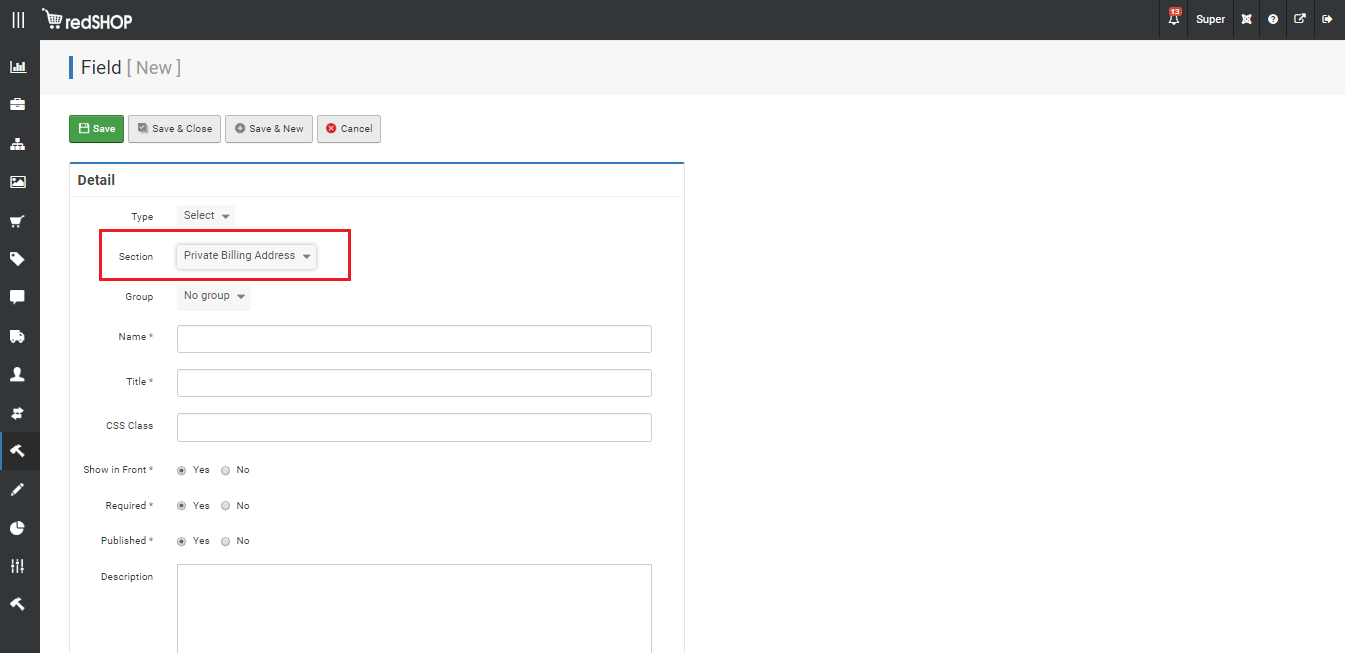 redSHOP
13
Super
Field [ New ]
Save
Save & Close
Save & New
Cancel
Detail
Type Select
Section Private Billing Address
Group No group
Name *
Title *
CSS Class
Show in Front * Yes No
Required * Yes No
Published * Yes No
Description